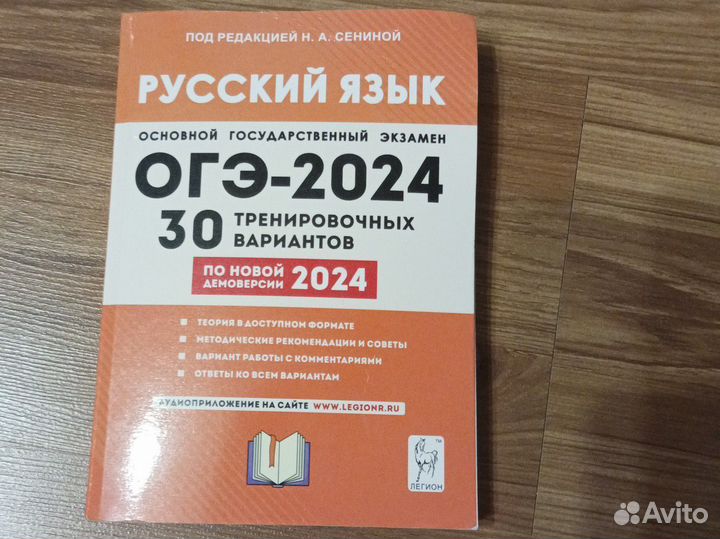 ПОД РЕДАКЦИЕЙ Н. А. СЕНИНОЙ
РУССКИЙ ЯЗЫК
ОСНОВНОЙ ГОСУДАРСТВЕННЫЙ ЭКЗАМЕН
ОГЭ-2024
30 ТРЕНИРОВОЧНЫХ
ВАРИАНТОВ
ПО НОВОЙ
ДЕМОВЕРСИИ 2024
ТЕОРИЯ В ДОСТУПНОМ ФОРМАТЕ
МЕТОДИЧЕСКИЕ РЕКОМЕНДАЦИИ И СОВЕТЫ
ВАРИАНТ РАБОТЫ С КОММЕНТАРИЯМИ
ОТВЕТЫ КО ВСЕМ ВАРИАНТАМ
АУДИОПРИЛОЖЕНИЕ НА САЙТЕ WWW.LEGIONR.RU
TM
ЛЕГИОН
Avito